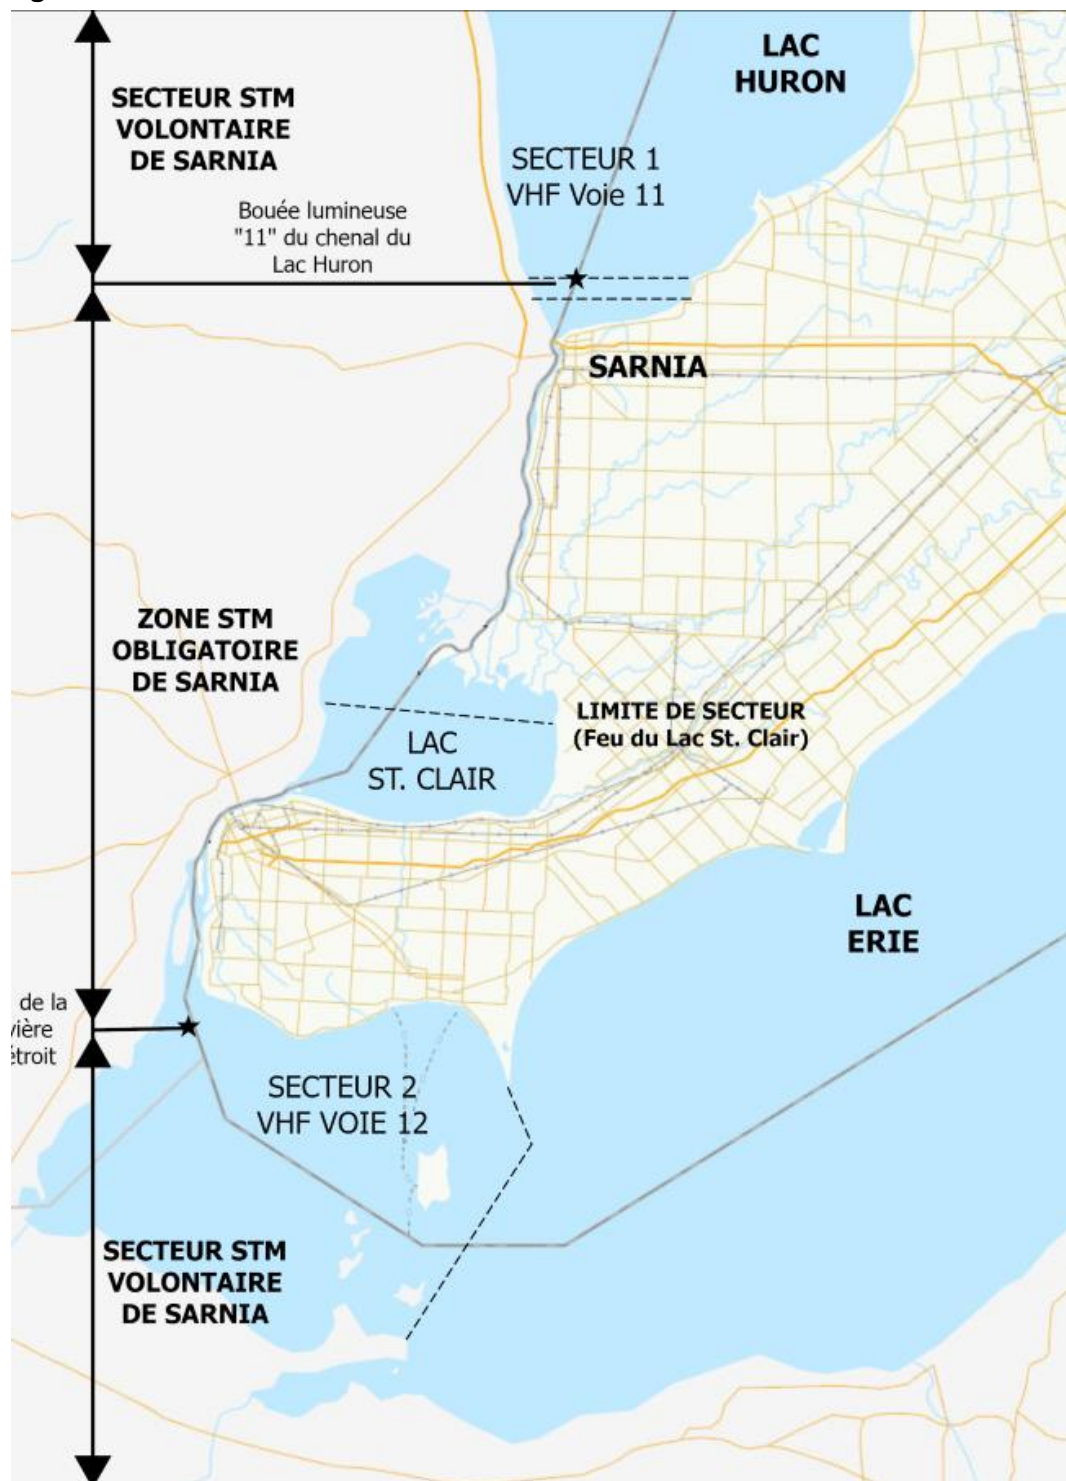 LAC
HURON
SECTEUR STM
VOLONTAIRE
DE SARNIA
SECTEUR 1
VHF Voie 11
Bouée lumineuse
"11" du chenal du
Lac Huron
SARNIA
ZONE STM
OBLIGATOIRE
DE SARNIA
LIMITE DE SECTEUR
(Feu du Lac St. Clair)
LAC
ST. CLAIR
LAC
ERIE
de la
SECTEUR 2
VHF VOIE 12
SECTEUR STM
VOLONTAIRE
DE SARNIA